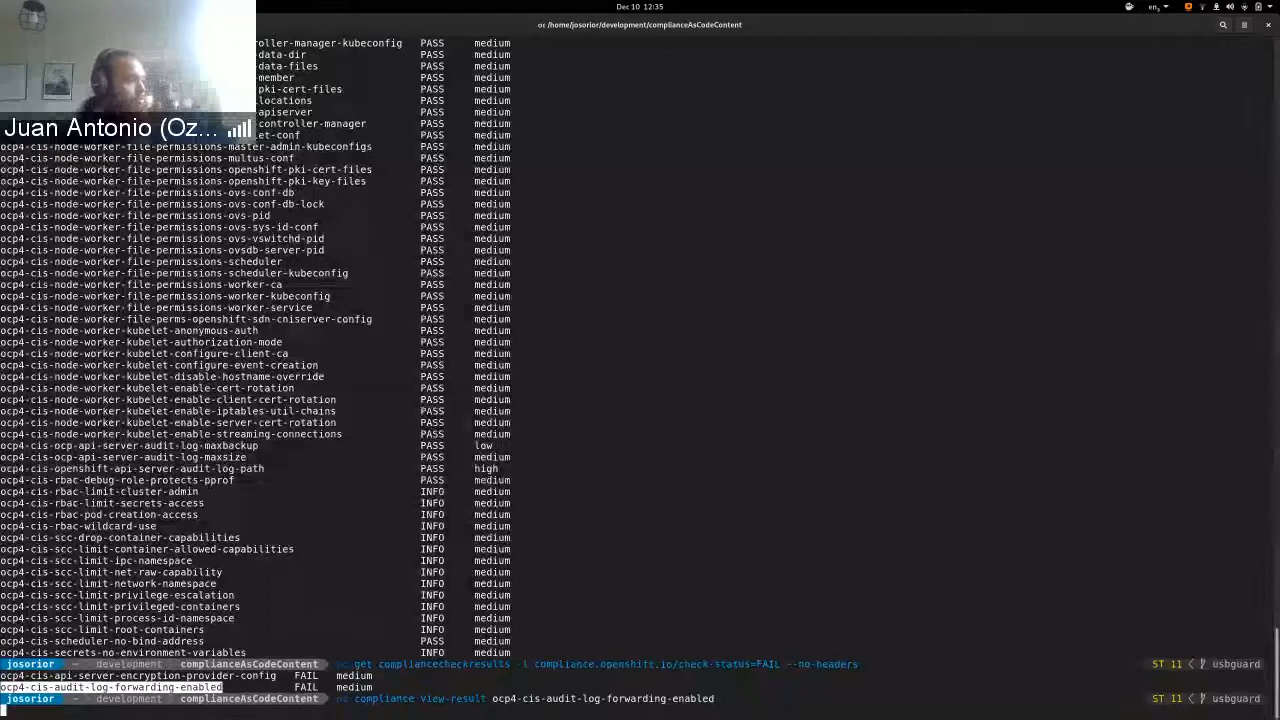 Dec 10 12:35
en₁
oc /home/josorior/development/complianceAsCodeContent
Juan Antonio (Oz...
oller-manager-kubeconfig PASS medium
data-dir PASS medium
data-files PASS medium
member PASS medium
pki-cert-files PASS medium
locations PASS medium
apiserver PASS medium
controller-manager PASS medium
et-conf PASS medium
ocp4-cis-node-worker-file-permissions-master-admin-kubeconfigs PASS medium
ocp4-cis-node-worker-file-permissions-multus-conf PASS medium
ocp4-cis-node-worker-file-permissions-openshift-pki-cert-files PASS medium
ocp4-cis-node-worker-file-permissions-openshift-pki-key-files PASS medium
ocp4-cis-node-worker-file-permissions-ovs-conf-db PASS medium
ocp4-cis-node-worker-file-permissions-ovs-conf-db-lock PASS medium
ocp4-cis-node-worker-file-permissions-ovs-pid PASS medium
ocp4-cis-node-worker-file-permissions-ovs-sys-id-conf PASS medium
ocp4-cis-node-worker-file-permissions-ovs-vswitchd-pid PASS medium
ocp4-cis-node-worker-file-permissions-ovsdb-server-pid PASS medium
ocp4-cis-node-worker-file-permissions-scheduler PASS medium
ocp4-cis-node-worker-file-permissions-scheduler-kubeconfig PASS medium
ocp4-cis-node-worker-file-permissions-worker-ca PASS medium
ocp4-cis-node-worker-file-permissions-worker-kubeconfig PASS medium
ocp4-cis-node-worker-file-permissions-worker-service PASS medium
ocp4-cis-node-worker-file-perms-openshift-sdn-cniserver-config PASS medium
ocp4-cis-node-worker-kubelet-anonymous-auth PASS medium
ocp4-cis-node-worker-kubelet-authorization-mode PASS medium
ocp4-cis-node-worker-kubelet-configure-client-ca PASS medium
ocp4-cis-node-worker-kubelet-configure-event-creation PASS medium
ocp4-cis-node-worker-kubelet-disable-hostname-override PASS medium
ocp4-cis-node-worker-kubelet-enable-cert-rotation PASS medium
ocp4-cis-node-worker-kubelet-enable-client-cert-rotation PASS medium
ocp4-cis-node-worker-kubelet-enable-iptables-util-chains PASS medium
ocp4-cis-node-worker-kubelet-enable-server-cert-rotation PASS medium
ocp4-cis-node-worker-kubelet-enable-streaming-connections PASS medium
ocp4-cis-ocp-api-server-audit-log-maxbackup PASS low
ocp4-cis-ocp-api-server-audit-log-maxsize PASS medium
ocp4-cis-openshift-api-server-audit-log-path PASS high
ocp4-cis-rbac-debug-role-protects-pprof PASS medium
ocp4-cis-rbac-limit-cluster-admin INFO medium
ocp4-cis-rbac-limit-secrets-access INFO medium
ocp4-cis-rbac-pod-creation-access INFO medium
ocp4-cis-rbac-wildcard-use INFO medium
ocp4-cis-scc-drop-container-capabilities INFO medium
ocp4-cis-scc-limit-container-allowed-capabilities INFO medium
ocp4-cis-scc-limit-ipc-namespace INFO medium
ocp4-cis-scc-limit-net-raw-capability INFO medium
ocp4-cis-scc-limit-network-namespace INFO medium
ocp4-cis-scc-limit-privilege-escalation INFO medium
ocp4-cis-scc-limit-privileged-containers INFO medium
ocp4-cis-scc-limit-process-id-namespace INFO medium
ocp4-cis-scc-limit-root-containers INFO medium
ocp4-cis-scheduler-no-bind-address PASS medium
ocp4-cis-secrets-no-environment-variables INFO medium
josorior ~ development complianceAsCodeContent oc get compliancecheckresults -l compliance.openshift.io/check-status=FAIL --no-headers ST 11 usbguard
ocp4-cis-api-server-encryption-provider-config FAIL medium
ocp4-cis-audit-log-forwarding-enabled FAIL medium
josorior ~ development complianceAsCodeContent oc compliance view-result ocp4-cis-audit-log-forwarding-enabled ST 11 usbguard